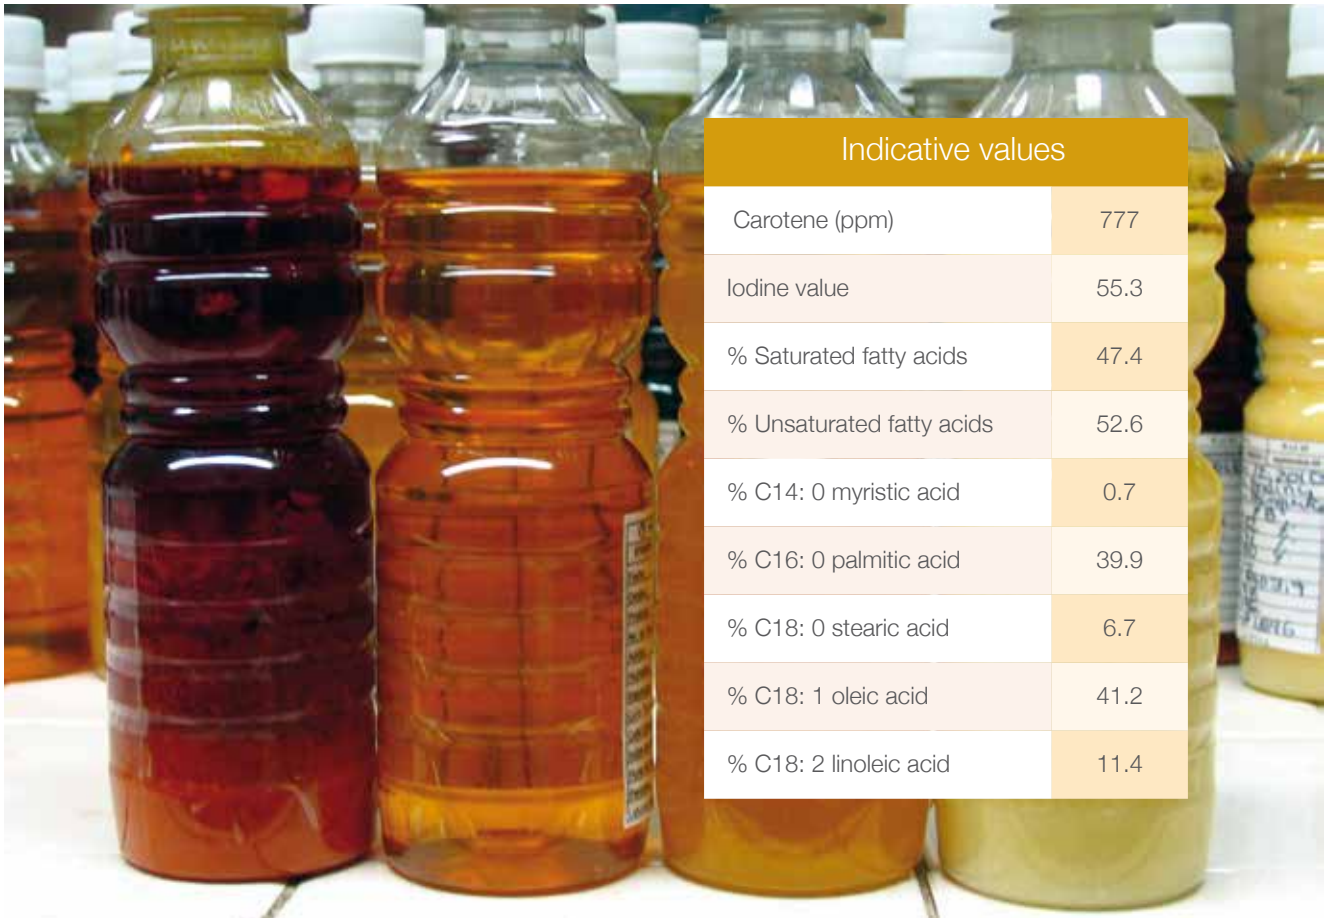 Indicative values
Carotene (ppm) 777
Iodine value 55.3
% Saturated fatty acids 47.4
% Unsaturated fatty acids 52.6
% C14: 0 myristic acid 0.7
% C16: 0 palmitic acid 39.9
% C18: 0 stearic acid 6.7
% C18: 1 oleic acid 41.2
% C18: 2 linoleic acid 11.4